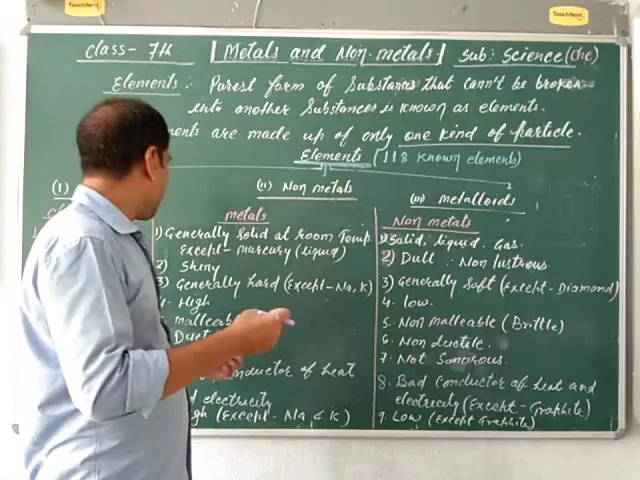 TeachNext
TeachNext
Class- 7th
Metals and Non-metals
Sub: Science (Che
Elements : Purest form of Substances that can't be broken
into another Substances is known as elements.
ments are made up of only one kind of particle.
Elements (118 known elements)
(I)
(ii) Non metals
(iii) metalloids
metals
1) Generally Solid at room Temp.
Except- mercury (liquid)
2) Shiny
3) Generally hard (Except- Na, K)
4. High
malleab
Duct
conductor of heat
electricity
gh (Except- Na & K)
Non metals
1) Solid, liquid, Gas.
2) Dull : Non lustrous
3) Generally Soft (Except- Diamond)
4. low.
5. Non malleable (Brittle)
6. Non ductile.
7. Not Sonorous.
8. Bad conductor of heat and
electricity (Except- Graphite)
9. Low (Except Graphite)